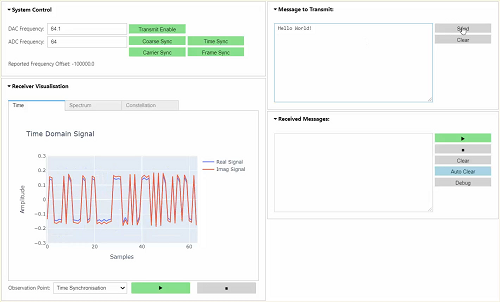 System Control
DAC Frequency: 64.1 Transmit Enable
ADC Frequency: 64 Coarse Sync Time Sync
Carrier Sync Frame Sync
Reported Frequency Offset: -100000.0
Receiver Visualisation
Time Spectrum Constellation
Time Domain Signal
0.3
0.2
0.1
0
−0.1
−0.2
−0.3
Amplitude
0 20 40 60
Samples
Real Signal
Imag Signal
Observation Point: Time Synchronisation
Message to Transmit:
Hello World!
Send
Clear
Received Messages:
Clear
Auto Clear
Debug